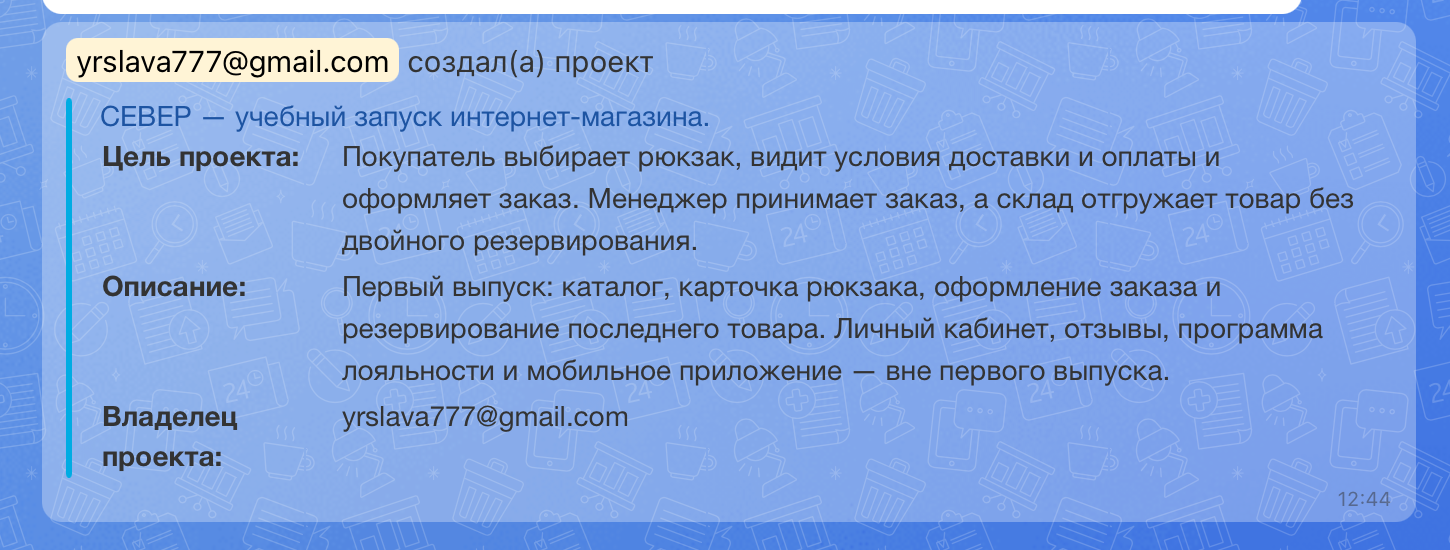 yrslava777@gmail.com создал(а) проект
СЕВЕР — учебный запуск интернет-магазина.
Цель проекта: Покупатель выбирает рюкзак, видит условия доставки и оплаты и
оформляет заказ. Менеджер принимает заказ, а склад отгружает товар без
двойного резервирования.
Описание: Первый выпуск: каталог, карточка рюкзака, оформление заказа и
резервирование последнего товара. Личный кабинет, отзывы, программа
лояльности и мобильное приложение — вне первого выпуска.
Владелец yrslava777@gmail.com
проекта:
12:44